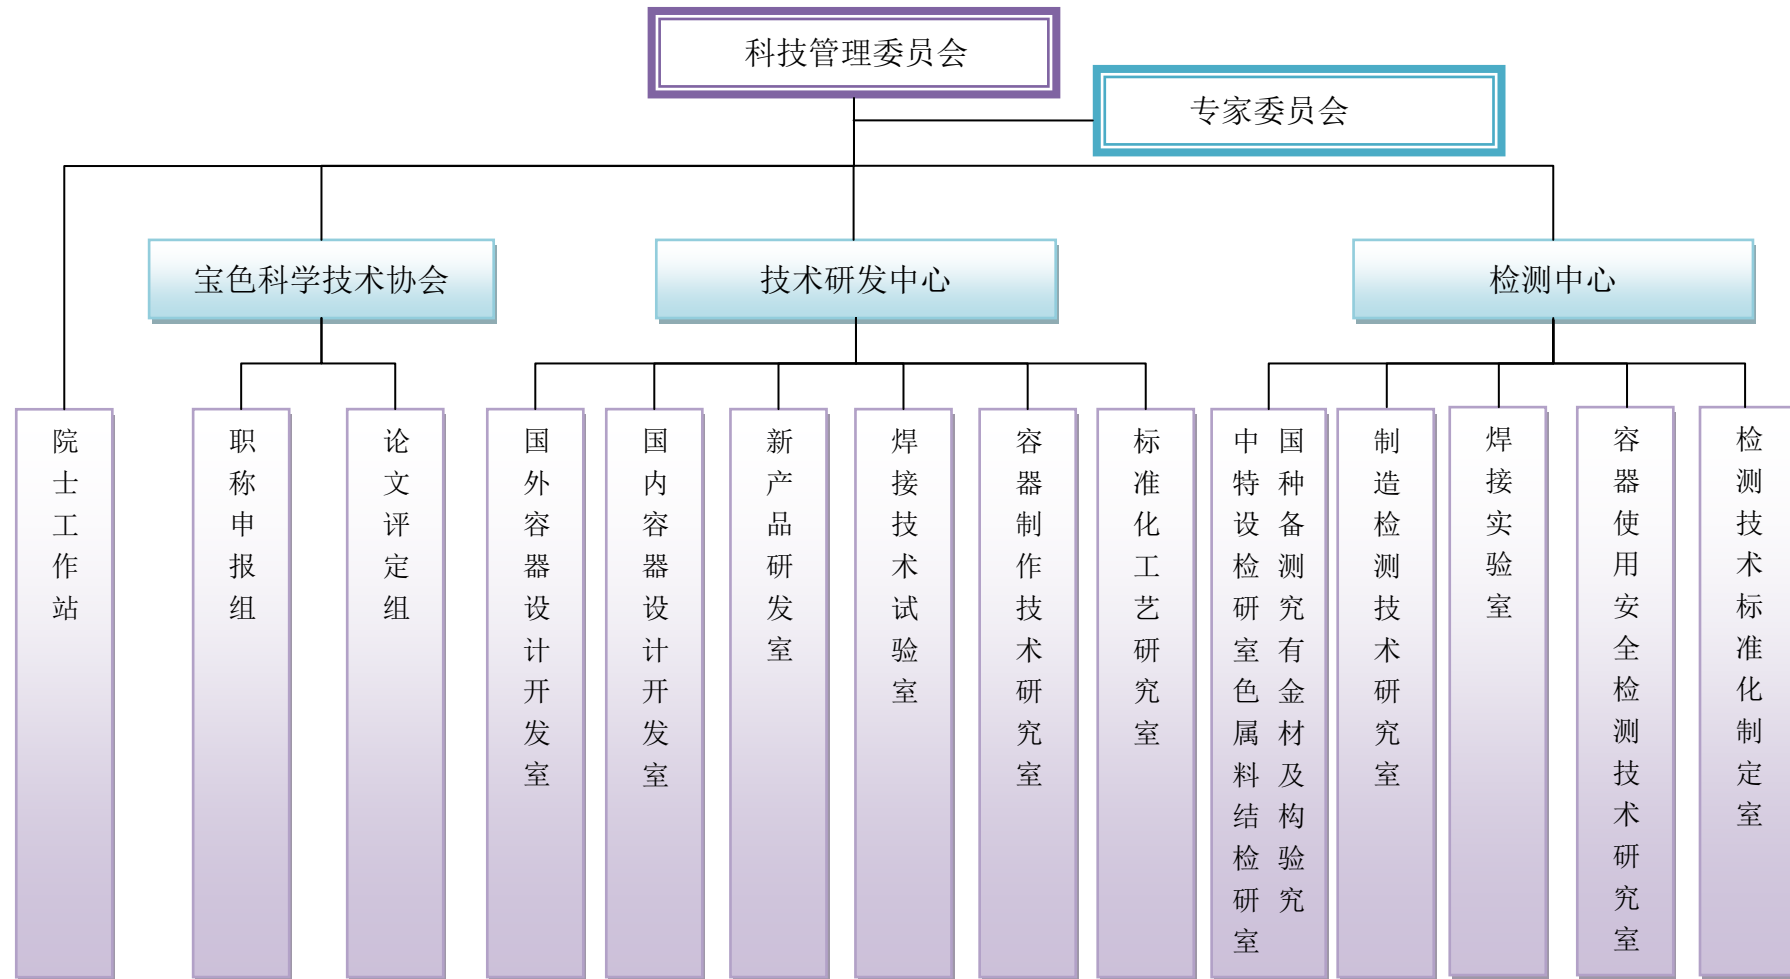 科技管理委员会
专家委员会
宝色科学技术协会
技术研发中心
检测中心
院士工作站
职称申报组
论文评定组
国外容器设计开发室
国内容器设计开发室
新产品研发室
焊接技术试验室
容器制作技术研究室
标准化工艺研究室
中国特种设备检测研究室有色金属材料及结构检验研究室
制造检测技术研究室
焊接实验室
容器使用安全检测技术研究室
检测技术标准化制定室